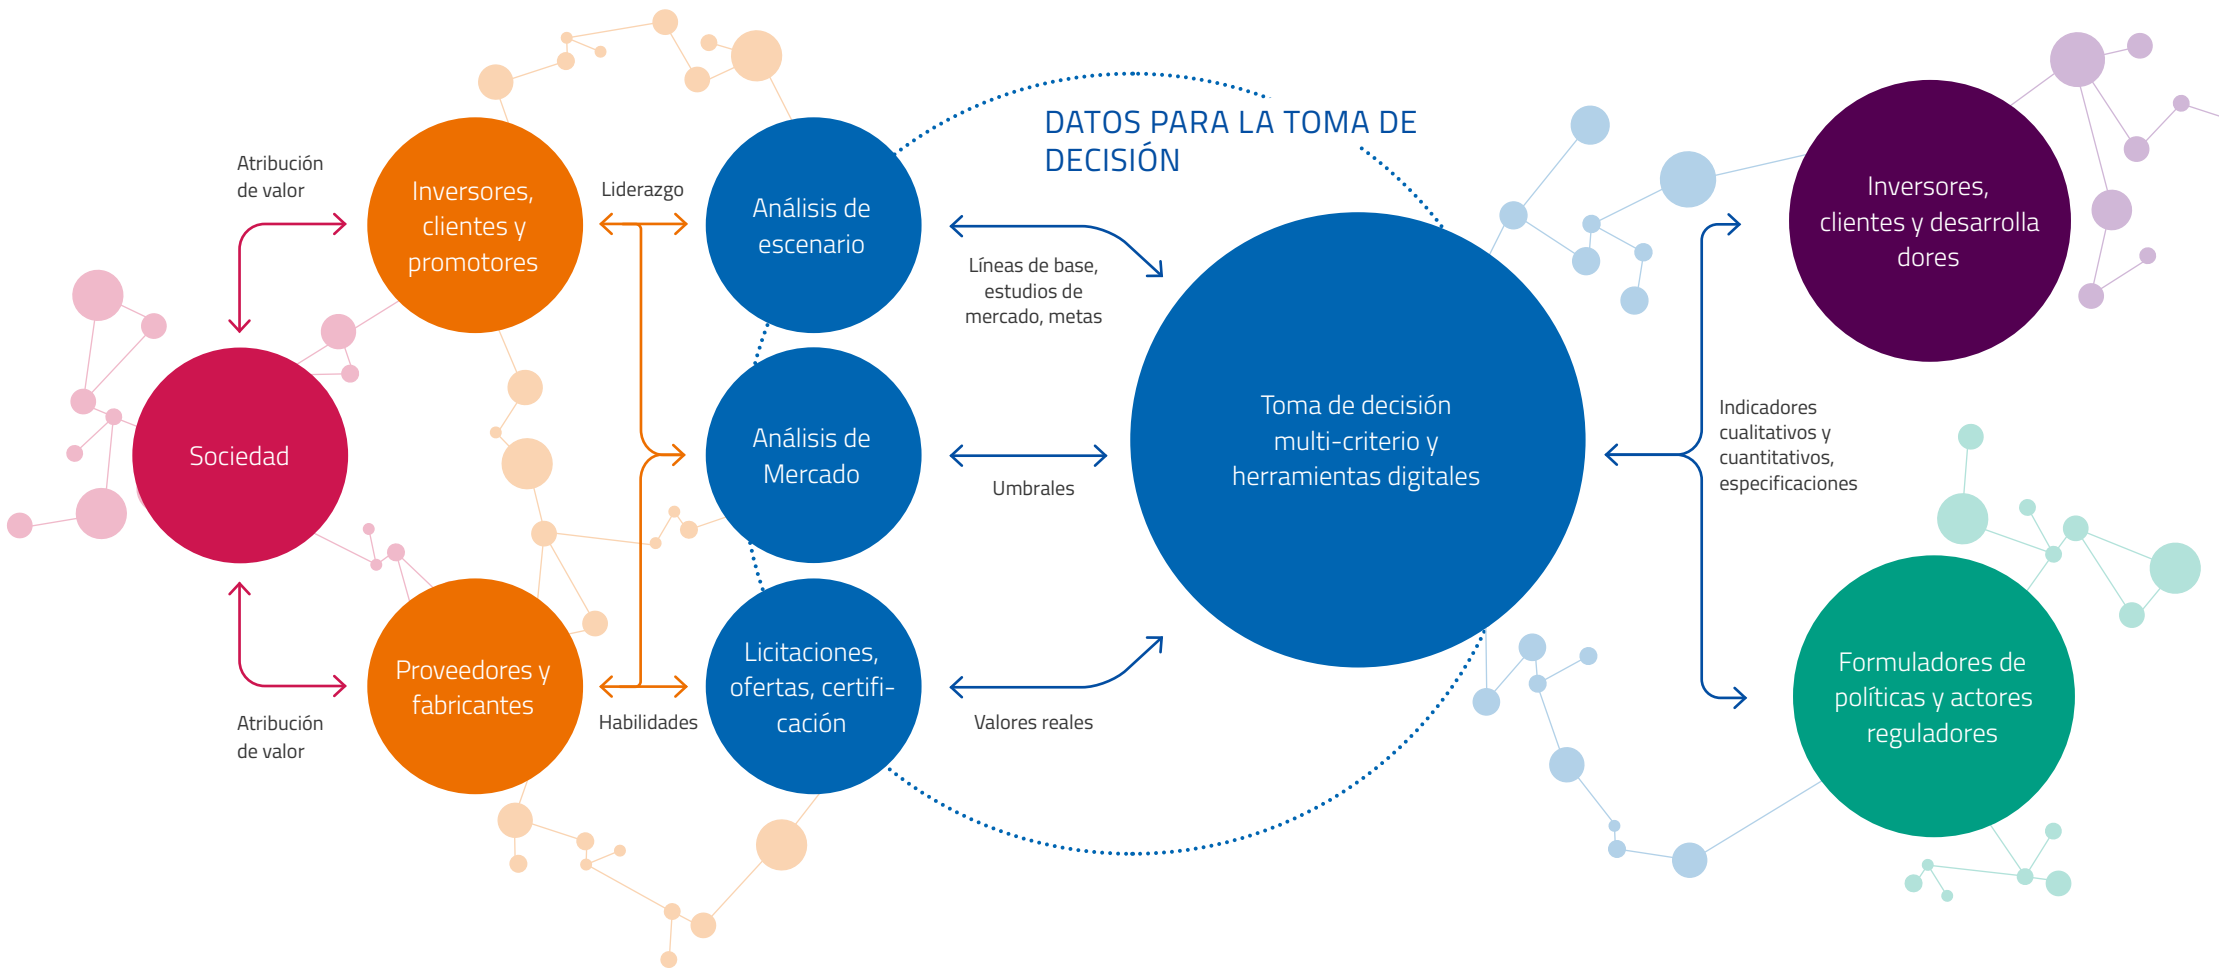 DATOS PARA LA TOMA DE
DECISIÓN
Atribución
de valor
Inversores,
clientes y
promotores
Liderazgo
Análisis de
escenario
Líneas de base,
estudios de
mercado, metas
Inversores,
clientes y desarrolla
dores
Sociedad
Análisis de
Mercado
Umbrales
Toma de decisión
multi-criterio y
herramientas digitales
Indicadores
cualitativos y
cuantitativos,
especificaciones
Atribución
de valor
Proveedores y
fabricantes
Habilidades
Licitaciones,
ofertas, certifi-
cación
Valores reales
Formuladores de
políticas y actores
reguladores